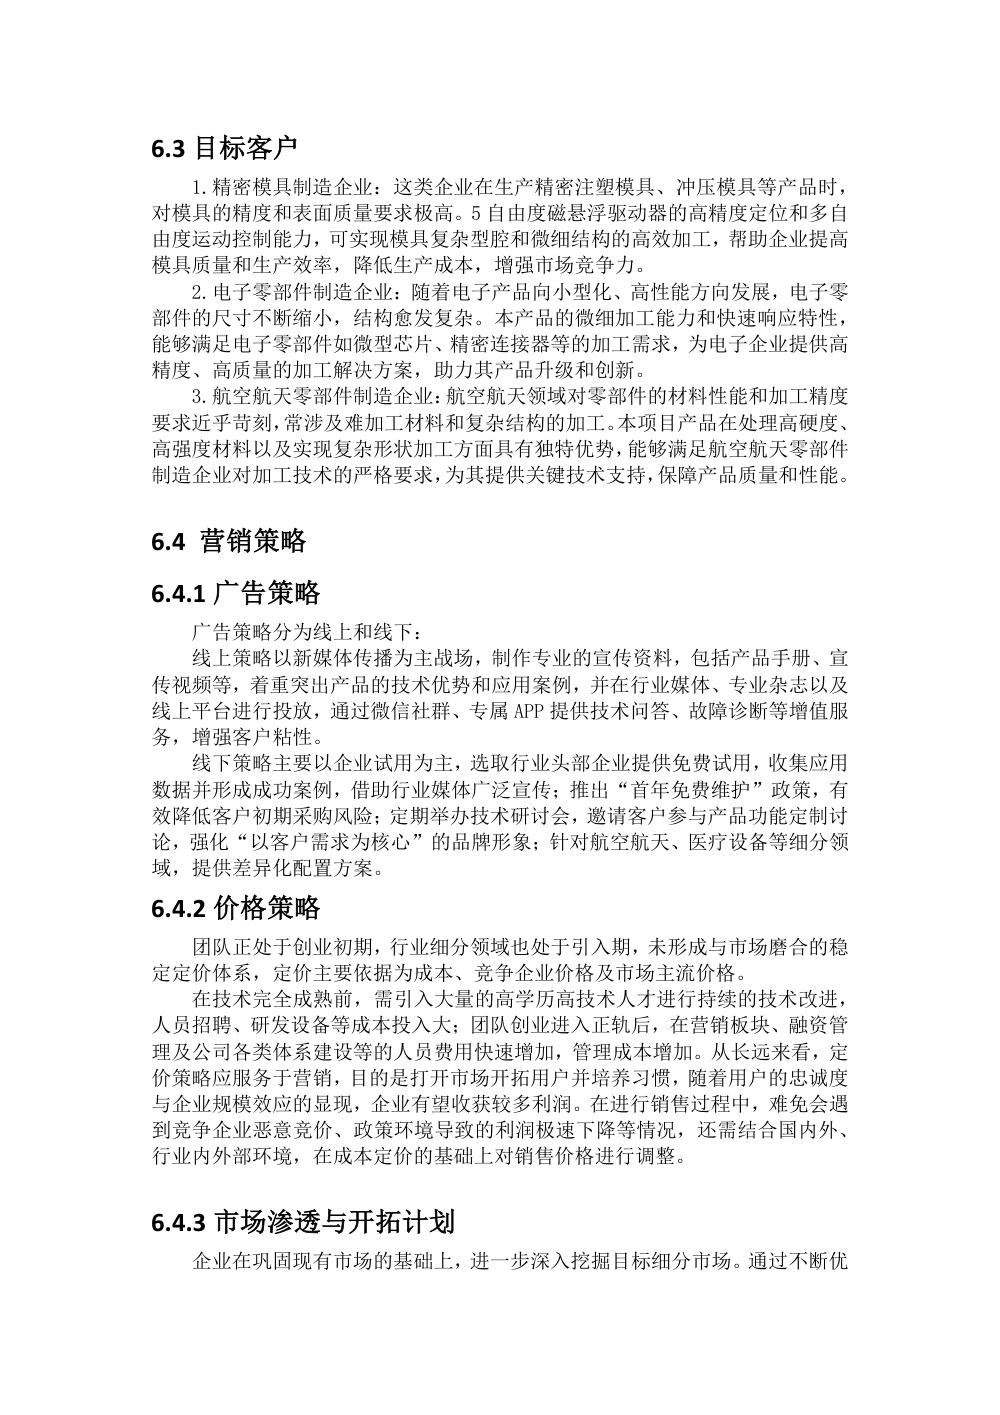 6.3 目标客户
1.精密模具制造企业：这类企业在生产精密注塑模具、冲压模具等产品时，
对模具的精度和表面质量要求极高。5 自由度磁悬浮驱动器的高精度定位和多自
由度运动控制能力，可实现模具复杂型腔和微细结构的高效加工，帮助企业提高
模具质量和生产效率，降低生产成本，增强市场竞争力。
2.电子零部件制造企业：随着电子产品向小型化、高性能方向发展，电子零
部件的尺寸不断缩小，结构愈发复杂。本产品的微细加工能力和快速响应特性，
能够满足电子零部件如微型芯片、精密连接器等的加工需求，为电子企业提供高
精度、高质量的加工解决方案，助力其产品升级和创新。
3.航空航天零部件制造企业：航空航天领域对零部件的材料性能和加工精度
要求近乎苛刻，常涉及难加工材料和复杂结构的加工。本项目产品在处理高硬度、
高强度材料以及实现复杂形状加工方面具有独特优势，能够满足航空航天零部件
制造企业对加工技术的严格要求，为其提供关键技术支持，保障产品质量和性能。
6.4 营销策略
6.4.1 广告策略
广告策略分为线上和线下：
线上策略以新媒体传播为主战场，制作专业的宣传资料，包括产品手册、宣
传视频等，着重突出产品的技术优势和应用案例，并在行业媒体、专业杂志以及
线上平台进行投放，通过微信社群、专属 APP 提供技术问答、故障诊断等增值服
务，增强客户粘性。
线下策略主要以企业试用为主，选取行业头部企业提供免费试用，收集应用
数据并形成成功案例，借助行业媒体广泛宣传；推出“首年免费维护”政策，有
效降低客户初期采购风险；定期举办技术研讨会，邀请客户参与产品功能定制讨
论，强化“以客户需求为核心”的品牌形象；针对航空航天、医疗设备等细分领
域，提供差异化配置方案。
6.4.2 价格策略
团队正处于创业初期，行业细分领域也处于引入期，未形成与市场磨合的稳
定定价体系，定价主要依据为成本、竞争企业价格及市场主流价格。
在技术完全成熟前，需引入大量的高学历高技术人才进行持续的技术改进，
人员招聘、研发设备等成本投入大；团队创业进入正轨后，在营销板块、融资管
理及公司各类体系建设等的人员费用快速增加，管理成本增加。从长远来看，定
价策略应服务于营销，目的是打开市场开拓用户并培养习惯，随着用户的忠诚度
与企业规模效应的显现，企业有望收获较多利润。在进行销售过程中，难免会遇
到竞争企业恶意竞价、政策环境导致的利润极速下降等情况，还需结合国内外、
行业内外部环境，在成本定价的基础上对销售价格进行调整。
6.4.3 市场渗透与开拓计划
企业在巩固现有市场的基础上，进一步深入挖掘目标细分市场。通过不断优